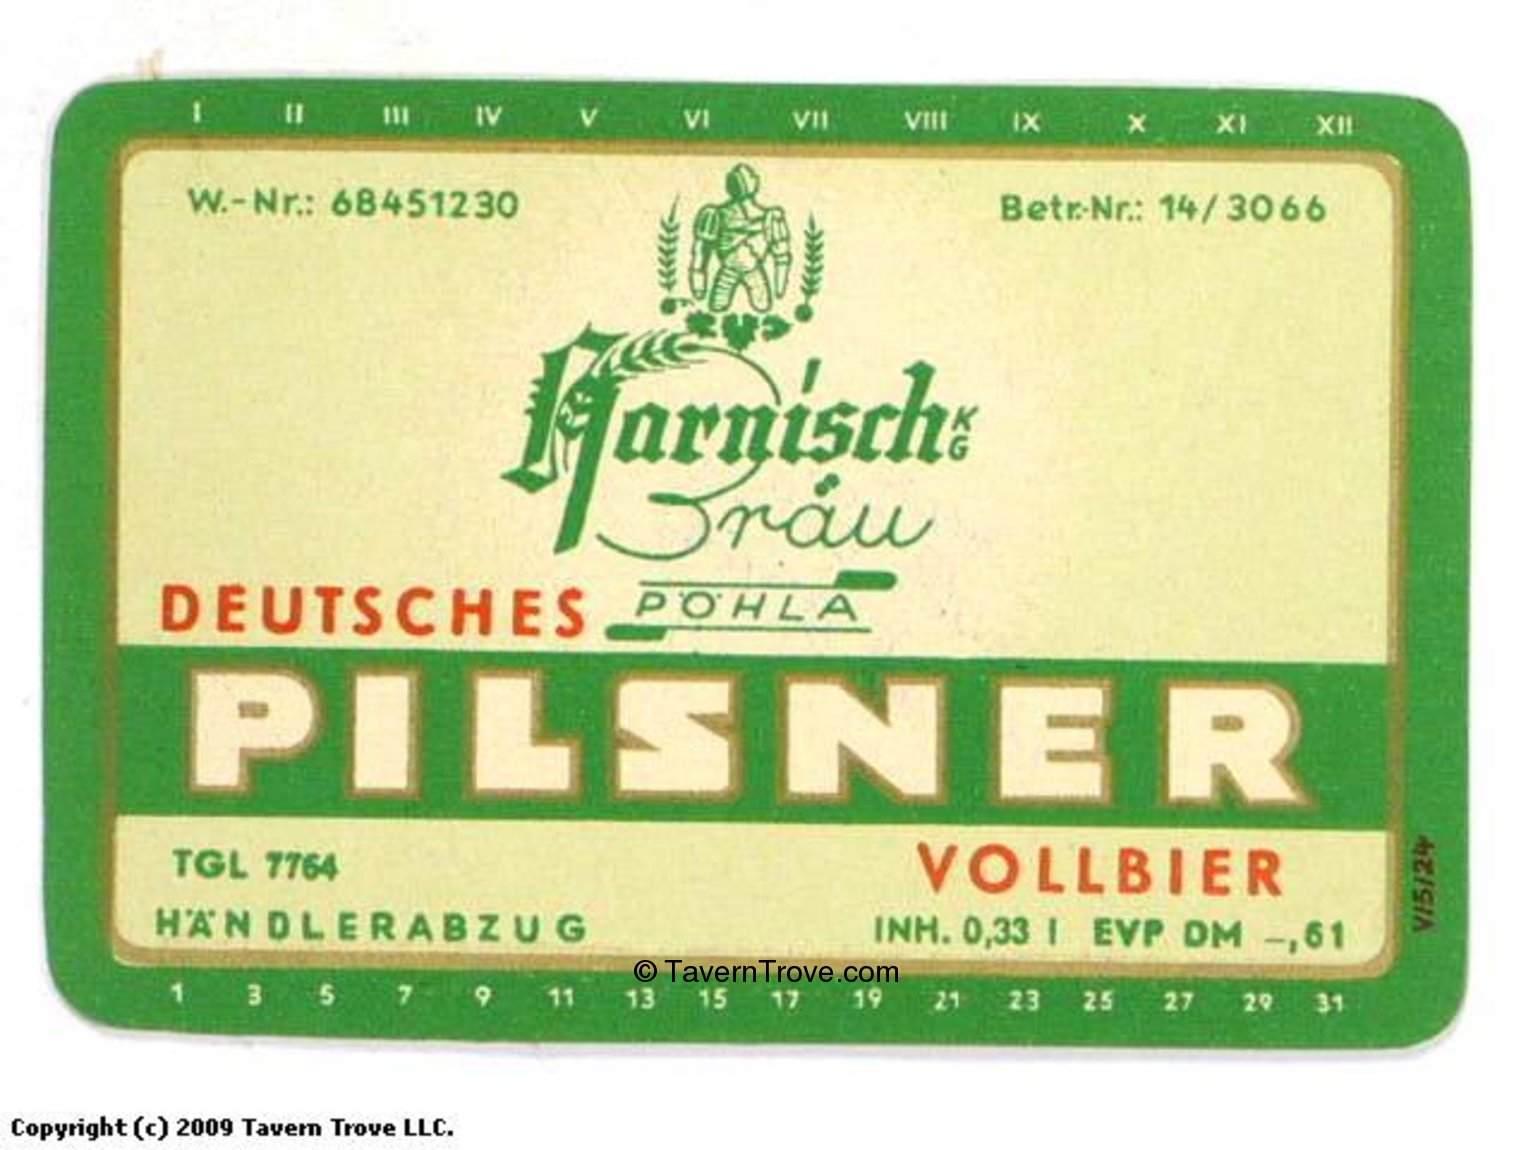 I II III IV V VI VII VIII IX X XI XII
W.-Nr.: 68451230
Betr.-Nr.: 14/3066
Harnisch KG
Bräu
PÖHLA
DEUTSCHES
PILSNER
TGL 7764
VOLLBIER
HÄNDLERABZUG
INH. 0,33 l EVP DM –,61
V/5/24
© TavernTrove.com
1 3 5 7 9 11 13 15 17 19 21 23 25 27 29 31
Copyright (c) 2009 Tavern Trove LLC.